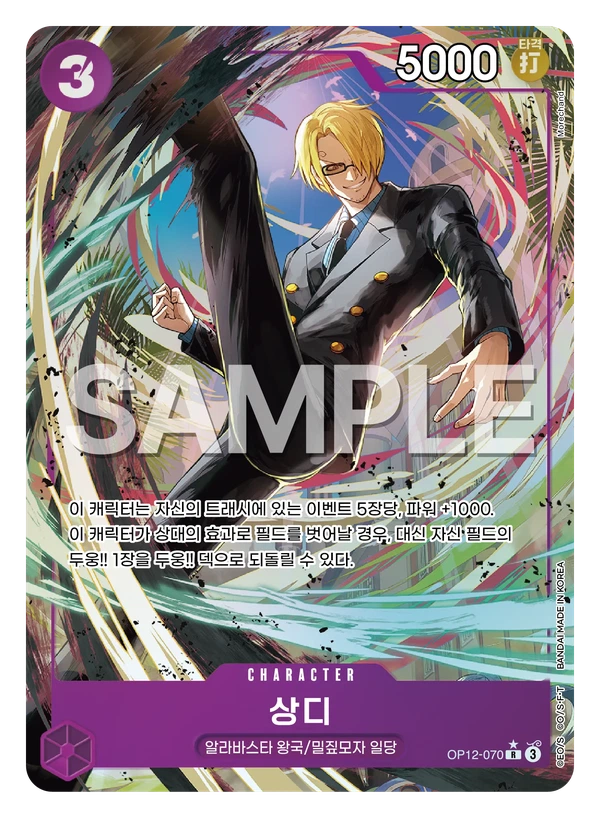 3
5000
타격
打
Morechand
SAMPLE
이 캐릭터는 자신의 트래시에 있는 이벤트 5장당, 파워 +1000.
이 캐릭터가 상대의 효과로 필드를 벗어날 경우, 대신 자신 필드의
두웅!! 1장을 두웅!! 덱으로 되돌릴 수 있다.
©EO/S ©O/S·F·T BANDAI MADE IN KOREA
CHARACTER
상디
알라바스타 왕국/밀짚모자 일당
OP12-070 R 3